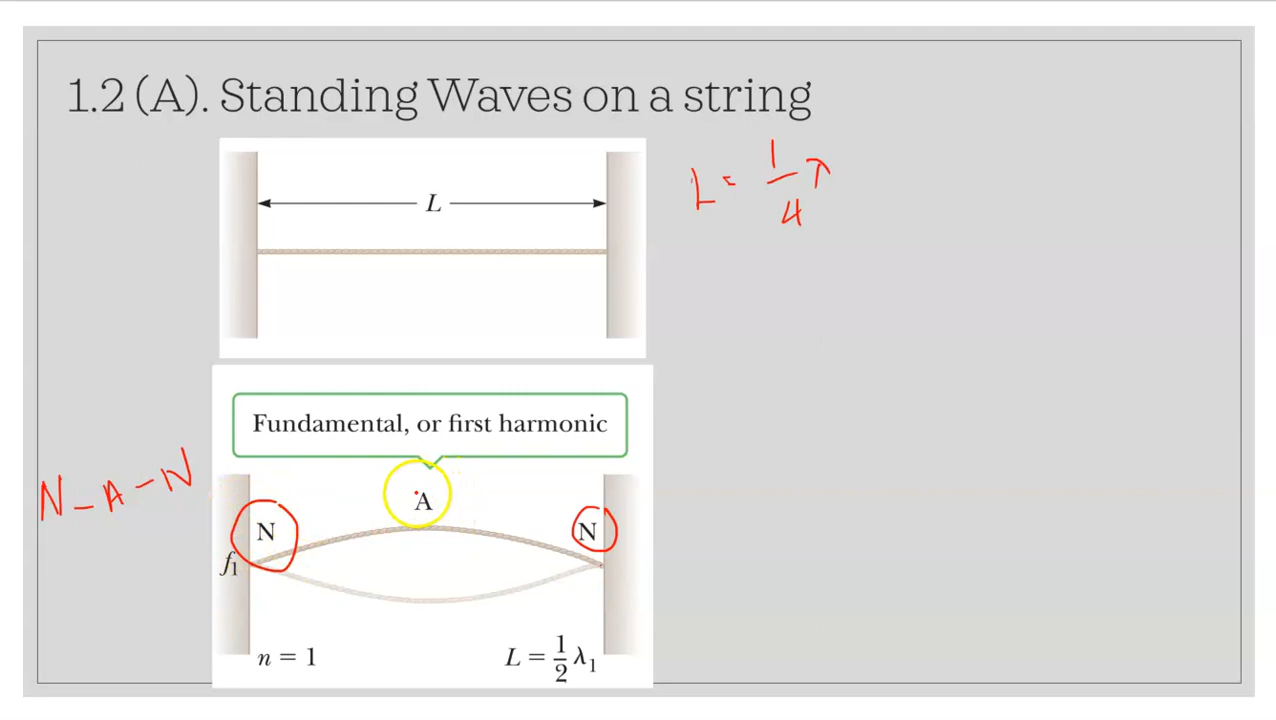 1.2 (A). Standing Waves on a string
L
L = 1/4 λ
Fundamental, or first harmonic
N – A – N
A
N
N
f₁
n = 1
L = 1/2 λ₁